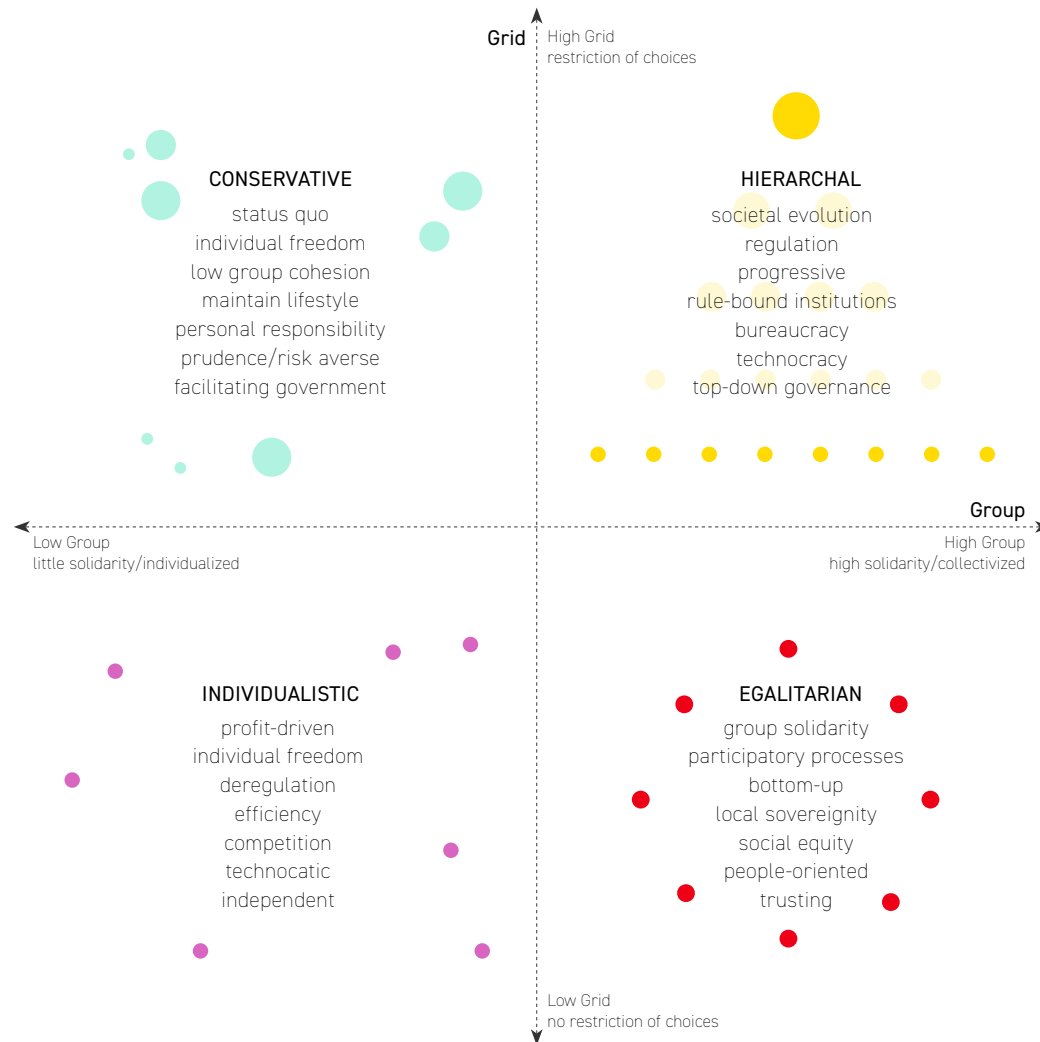 Grid
High Grid
restriction of choices
CONSERVATIVE
status quo
individual freedom
low group cohesion
maintain lifestyle
personal responsibility
prudence/risk averse
facilitating government
HIERARCHAL
societal evolution
regulation
progressive
rule-bound institutions
bureaucracy
technocracy
top-down governance
Group
Low Group
little solidarity/individualized
High Group
high solidarity/collectivized
INDIVIDUALISTIC
profit-driven
individual freedom
deregulation
efficiency
competition
technocatic
independent
EGALITARIAN
group solidarity
participatory processes
bottom-up
local sovereignity
social equity
people-oriented
trusting
Low Grid
no restriction of choices